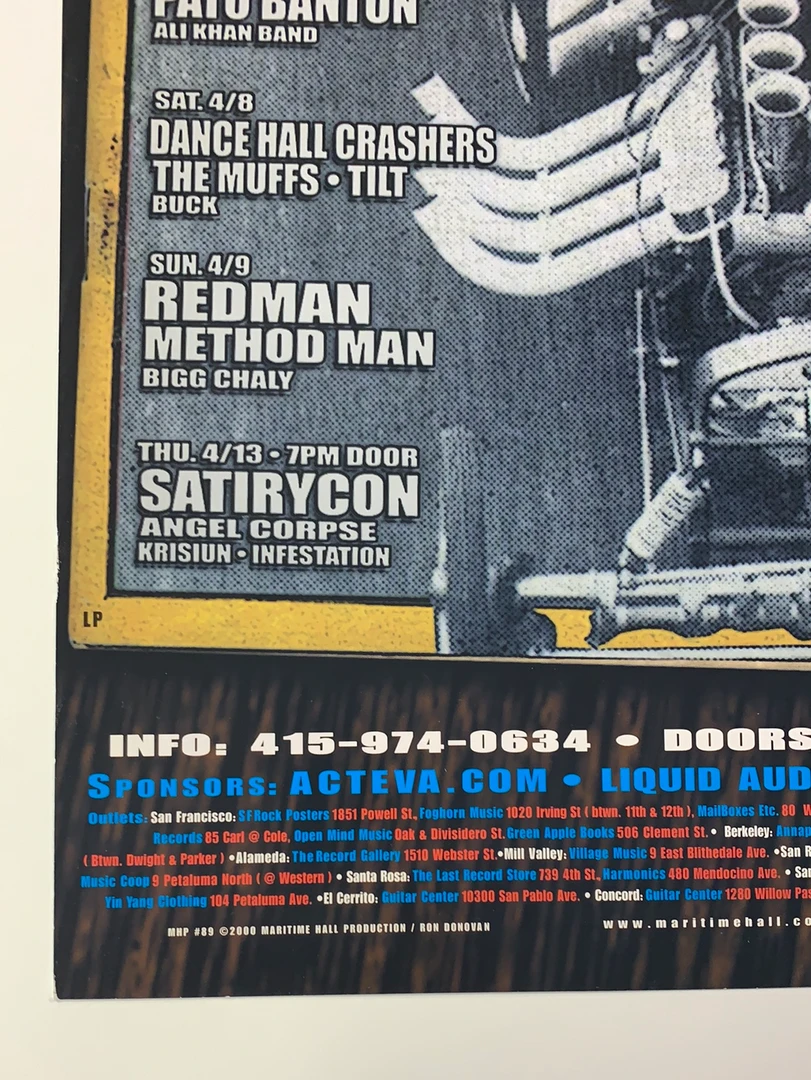 PATO BANTON
ALI KHAN BAND
SAT. 4/8
DANCE HALL CRASHERS
THE MUFFS • TILT
BUCK
SUN. 4/9
REDMAN
METHOD MAN
BIGG CHALY
THU. 4/13 • 7PM DOOR
SATIRYCON
ANGEL CORPSE
KRISIUN • INFESTATION
LP
INFO: 415-974-0634 • DOORS
SPONSORS: ACTEVA.COM • LIQUID AUD
Outlets: San Francisco: SFRock Posters 1851 Powell St., Foghorn Music 1020 Irving St ( btwn. 11th & 12th ), MailBoxes Etc. 80 W
Records 85 Carl @ Cole, Open Mind Music Oak & Divisidero St. Green Apple Books 506 Clement St. • Berkeley: Annap
( Btwn. Dwight & Parker ) •Alameda: The Record Gallery 1510 Webster St.•Mill Valley: Village Music 9 East Blithedale Ave. •San R
Music Coop 9 Petaluma North ( @ Western ) • Santa Rosa: The Last Record Store 739 4th St., Harmonics 480 Mendocino Ave. • Sa
Yin Yang Clothing 104 Petaluma Ave. •El Cerrito: Guitar Center 10300 San Pablo Ave. • Concord: Guitar Center 1280 Willow Pas
MHP #89 ©2000 MARITIME HALL PRODUCTION / RON DONOVAN
www.maritimehall.co